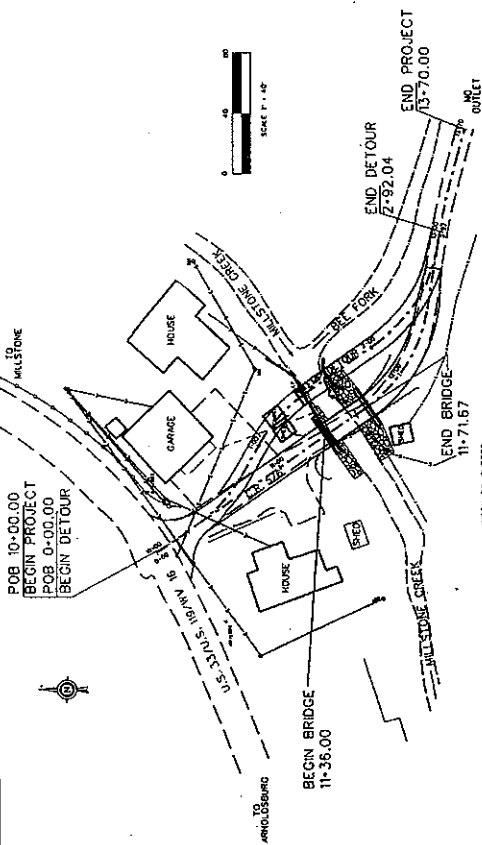 TO
MILLSTONE
POB 10+00.00
BEGIN PROJECT
POB 0+00.00
BEGIN DETOUR
N
40
80
SCALE 1" = 40'
U.S. 33/U.S. 119/WV 16
GARAGE
HOUSE
MILLSTONE CREEK
BEE FORK
END DETOUR
2+92.04
END PROJECT
13+70.00
NO
OUTLET
TO
ARNOLDSBURG
HOUSE
SHED
SHED
END BRIDGE
11+71.67
BEGIN BRIDGE
11+36.00
MILLSTONE CREEK